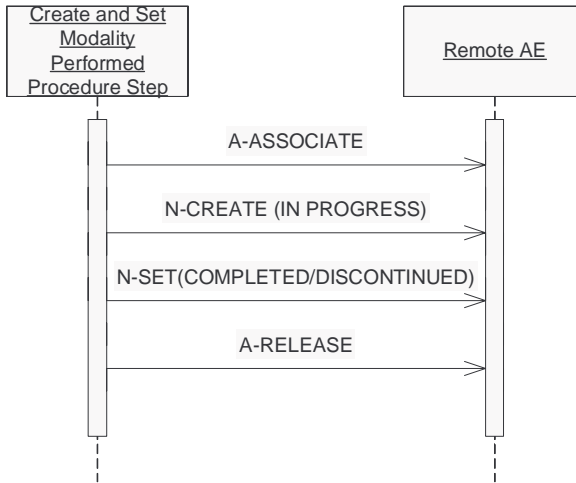 Create and Set
Modality
Performed
Procedure Step
Remote AE
A-ASSOCIATE
N-CREATE (IN PROGRESS)
N-SET(COMPLETED/DISCONTINUED)
A-RELEASE